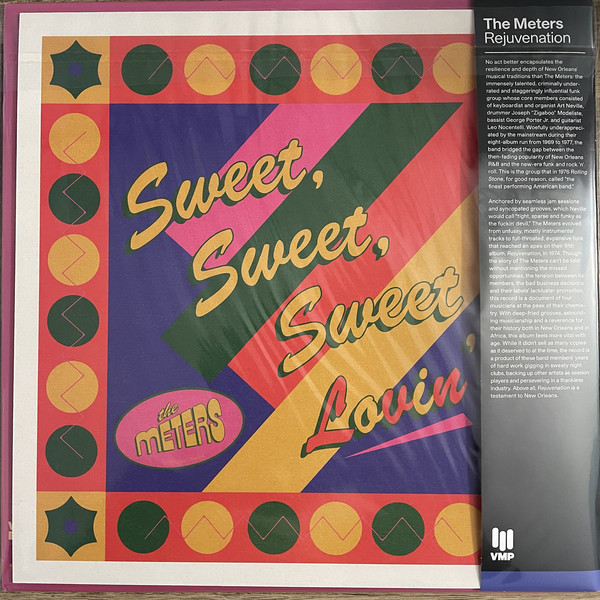 The Meters
Rejuvenation
No act better encapsulates the
resilience and depth of New Orleans'
musical traditions than The Meters: the
immensely talented, criminally under-
rated and staggeringly influential funk
group whose core members consisted
of keyboardist and organist Art Neville,
drummer Joseph "Zigaboo" Modeliste,
bassist George Porter Jr. and guitarist
Leo Nocentelli. Woefully underappreci-
ated by the mainstream during their
eight-album run from 1969 to 1977, the
band bridged the gap between the
then-fading popularity of New Orleans
R&B and the new-era funk and rock 'n'
roll. This is the group that in 1976 Rolling
Stone, for good reason, called "the
finest performing American band."
Anchored by seamless jam sessions
and syncopated grooves, which Neville
would call "tight, sparse and funky as
the fuckin' devil," The Meters evolved
from unfussy, mostly instrumental
tracks to full-throated, expansive funk
that reached an apex on their fifth
album, Rejuvenation, in 1974. Though
the story of The Meters can't be told
without mentioning the missed
opportunities, the tension between its
members, the bad business decisions
and their labels' lackluster promotion,
this record is a document of four
musicians at the peak of their chemis-
try. With deep-fried grooves, astound-
ing musicianship and a reverence for
their history both in New Orleans and in
Africa, this album feels more vital with
age. While it didn't sell as many copies
as it deserved to at the time, the record is
a product of these band members' years
of hard work gigging in sweaty night
clubs, backing up other artists as session
players and persevering in a thankless
industry. Above all, Rejuvenation is a
testament to New Orleans.
Sweet,
Sweet,
Sweet
Lovin'
the
METERS
VMP